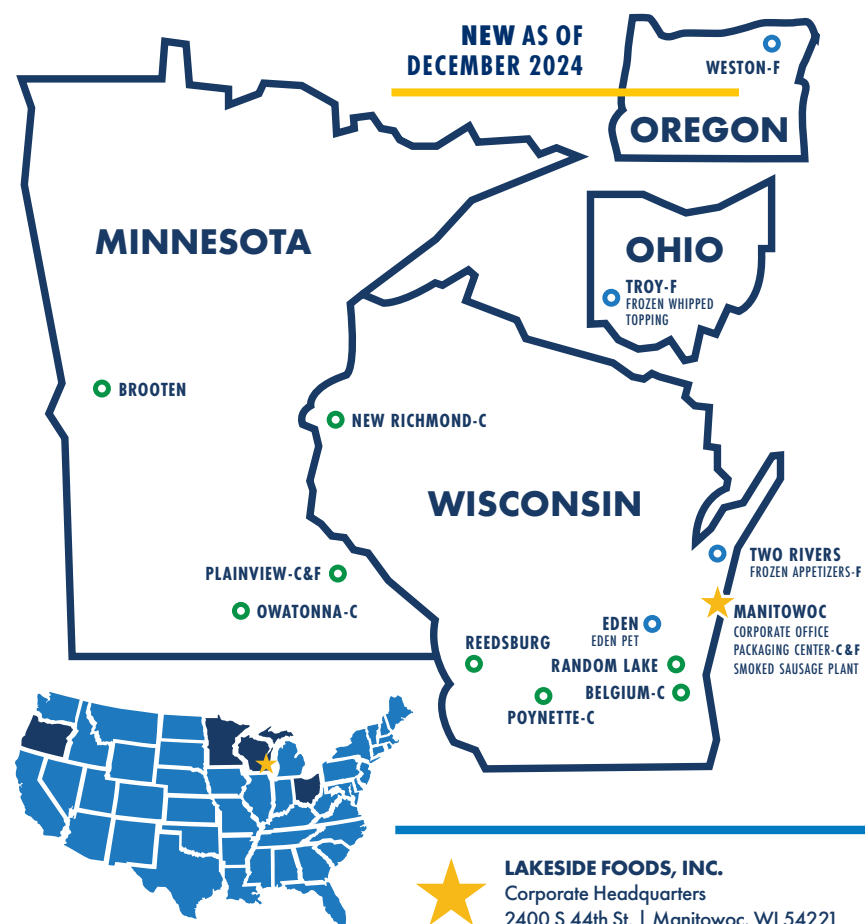 NEW AS OF
DECEMBER 2024
WESTON-F
OREGON
MINNESOTA
OHIO
TROY-F
FROZEN WHIPPED
TOPPING
BROOTEN
NEW RICHMOND-C
WISCONSIN
TWO RIVERS
FROZEN APPETIZERS-F
PLAINVIEW-C&F
OWATONNA-C
MANITOWOC
CORPORATE OFFICE
PACKAGING CENTER-C&F
SMOKED SAUSAGE PLANT
EDEN
EDEN PET
REEDSBURG
RANDOM LAKE
BELGIUM-C
POYNETTE-C
LAKESIDE FOODS, INC.
Corporate Headquarters
2400 S 44th St. | Manitowoc, WI 54221